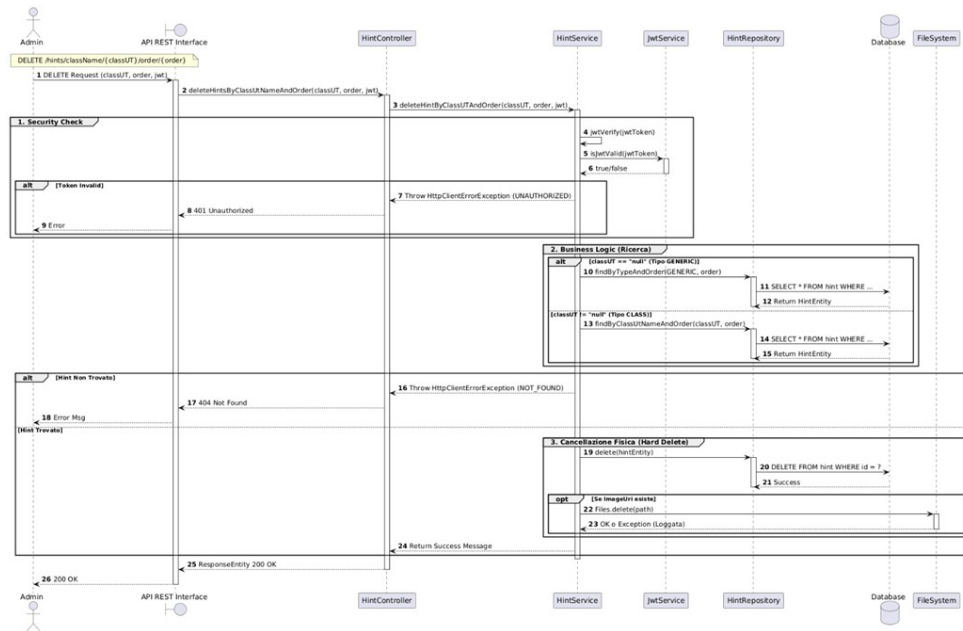 Admin
API REST Interface
HintController
HintService
JwtService
HintRepository
Database
FileSystem
DELETE /hints/className/{classUT}/order/{order}
1 DELETE Request (classUT, order, jwt)
2 deleteHintsByClassUtNameAndOrder(classUT, order, jwt)
3 deleteHintByClassUTAndOrder(classUT, order, jwt)
1. Security Check
4 jwtVerify(jwtToken)
5 isJwtValid(jwtToken)
6 true/false
alt [Token Invalid]
7 Throw HttpClientErrorException (UNAUTHORIZED)
8 401 Unauthorized
9 Error
2. Business Logic (Ricerca)
alt [classUT == "null" (Tipo GENERIC)]
10 findByTypeAndOrder(GENERIC, order)
11 SELECT * FROM hint WHERE ...
12 Return HintEntity
[classUT != "null" (Tipo CLASS)]
13 findByClassUtNameAndOrder(classUT, order)
14 SELECT * FROM hint WHERE ...
15 Return HintEntity
alt [Hint Non Trovato]
16 Throw HttpClientErrorException (NOT_FOUND)
17 404 Not Found
18 Error Msg
[Hint Trovato]
3. Cancellazione Fisica (Hard Delete)
19 delete(hintEntity)
20 DELETE FROM hint WHERE id = ?
21 Success
opt [Se imageUri esiste]
22 Files.delete(path)
23 OK o Exception (Loggata)
24 Return Success Message
25 ResponseEntity 200 OK
26 200 OK
Admin
API REST Interface
HintController
HintService
JwtService
HintRepository
Database
FileSystem